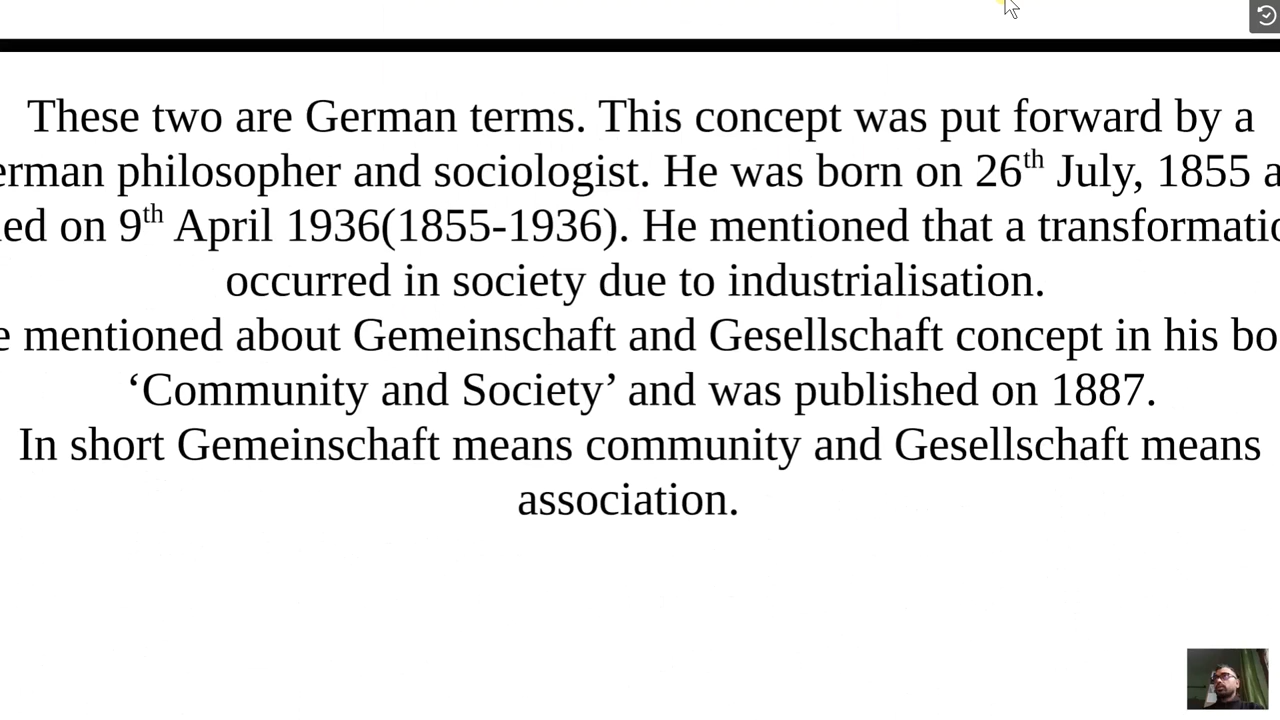 These two are German terms. This concept was put forward by a
erman philosopher and sociologist. He was born on 26th July, 1855 a
ed on 9th April 1936(1855-1936). He mentioned that a transformatio
occurred in society due to industrialisation.
e mentioned about Gemeinschaft and Gesellschaft concept in his bo
‘Community and Society’ and was published on 1887.
In short Gemeinschaft means community and Gesellschaft means
association.